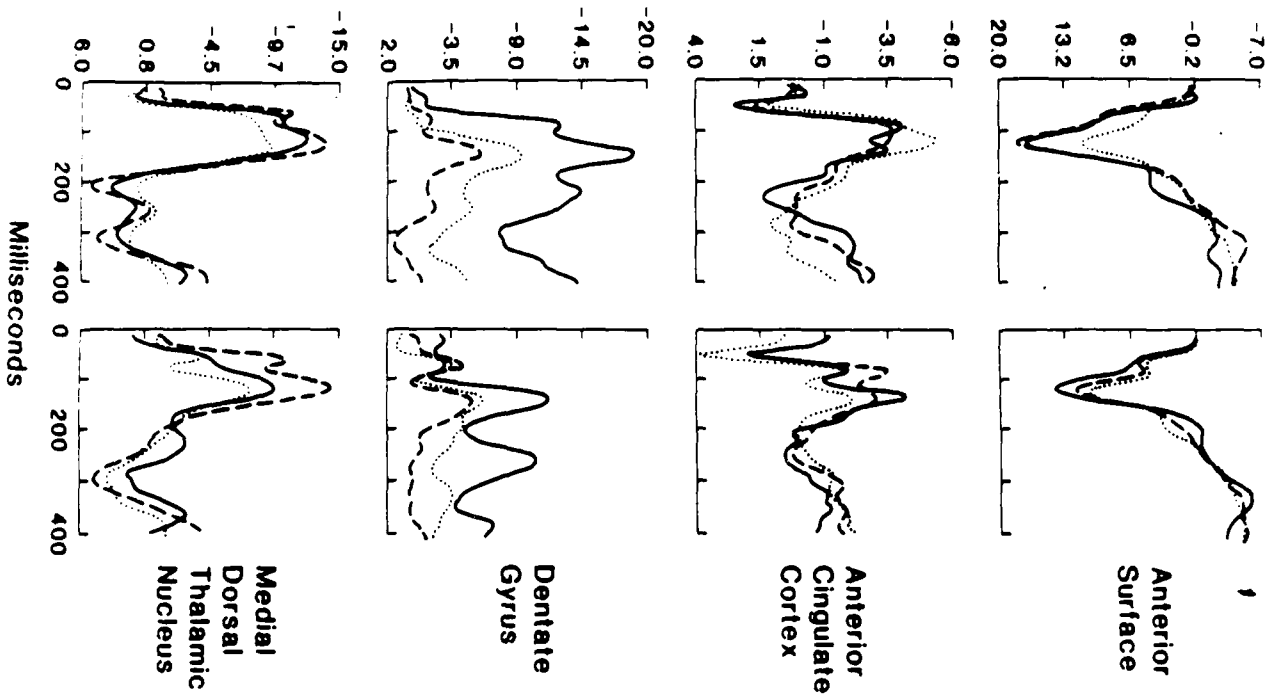 -7.0
-0.2
6.5
13.2
20.0
Anterior
Surface
-6.0
-3.5
-1.0
1.5
4.0
Anterior
Cingulate
Cortex
-20.0
-14.5
-9.0
-3.5
2.0
Dentate
Gyrus
-15.0
-9.7
-4.5
0.8
6.0
Medial
Dorsal
Thalamic
Nucleus
0 200 400 0 200 400
Milliseconds